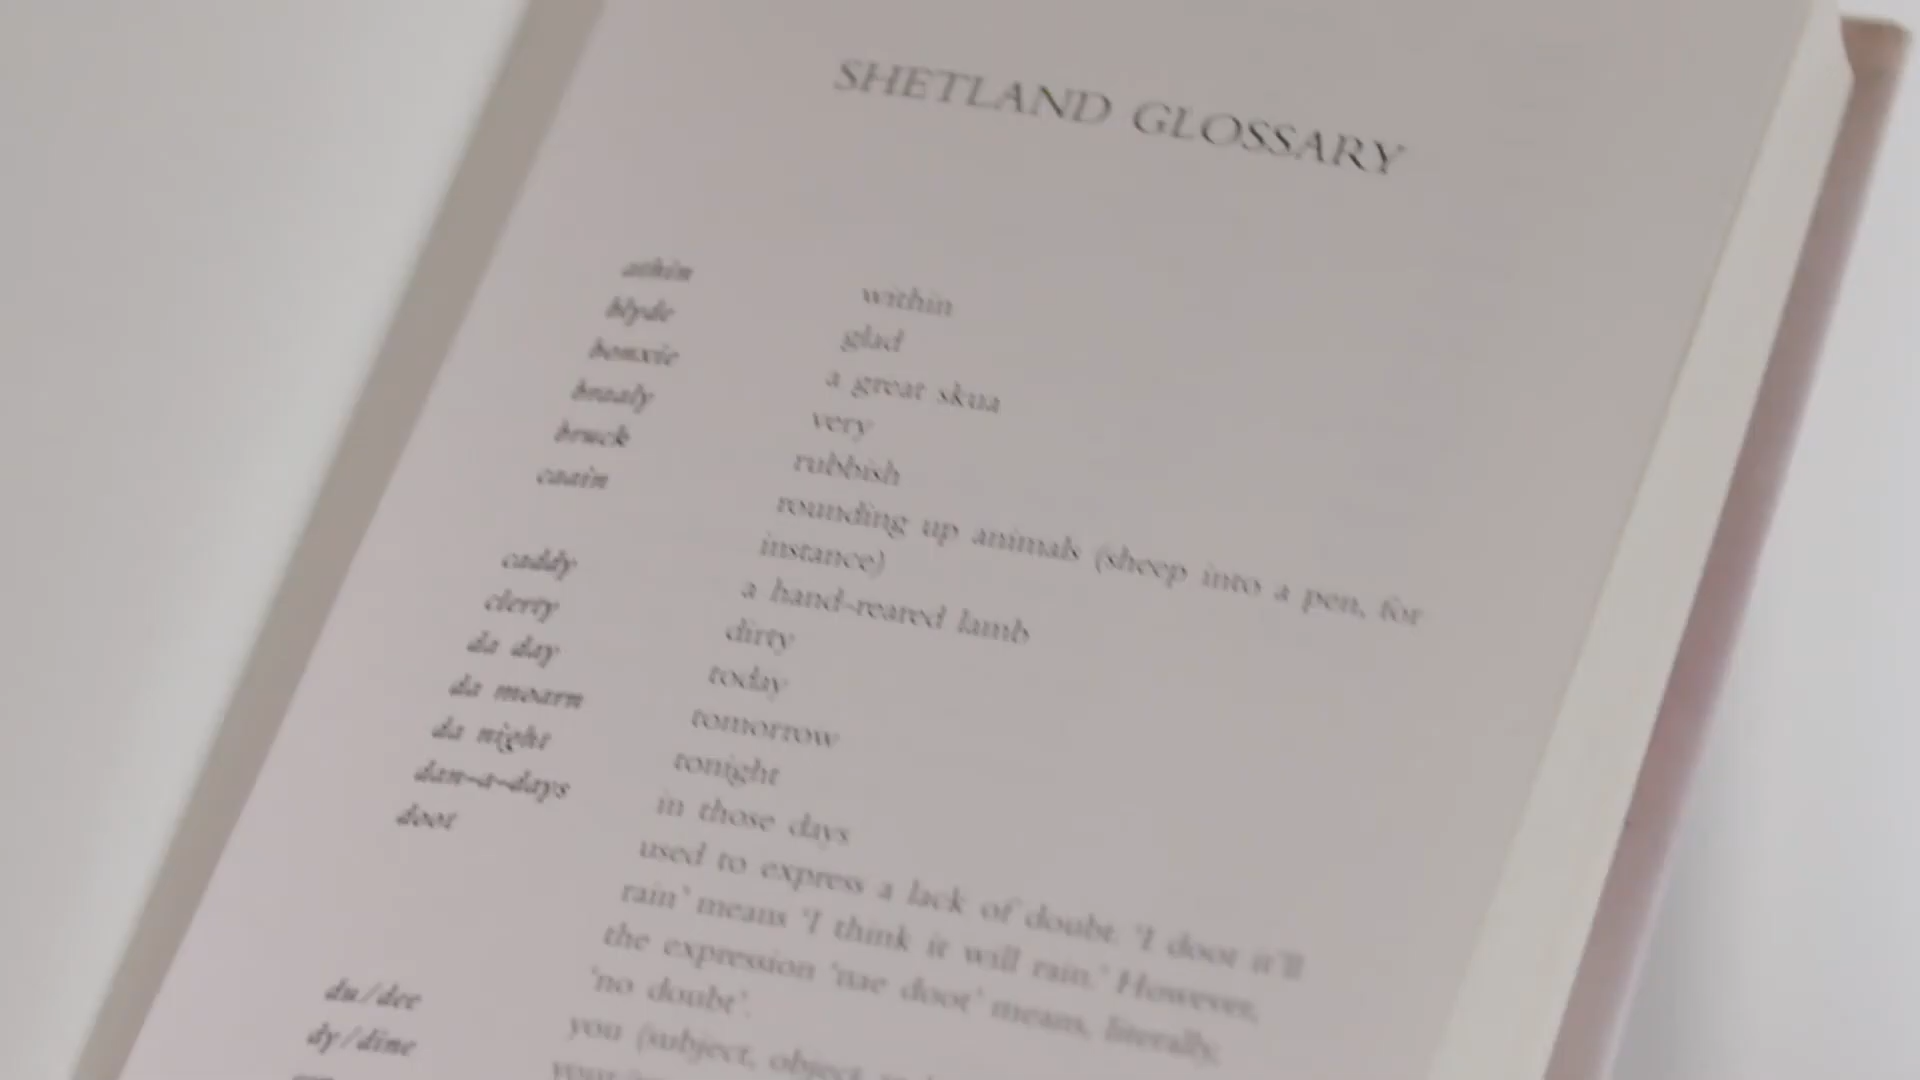 SHETLAND GLOSSARY
athin within
blyde glad
bonxie a great skua
braaly very
bruck rubbish
caain rounding up animals (sheep into a pen, for
instance)
caddy a hand-reared lamb
clerty dirty
da day today
da moarn tomorrow
da night tonight
dan-a-days in those days
doot used to express a lack of doubt. 'I doot it'll
rain' means 'I think it will rain.' However,
the expression 'nae doot' means, literally,
'no doubt'.
du/dee you (subject, object
dy/dine